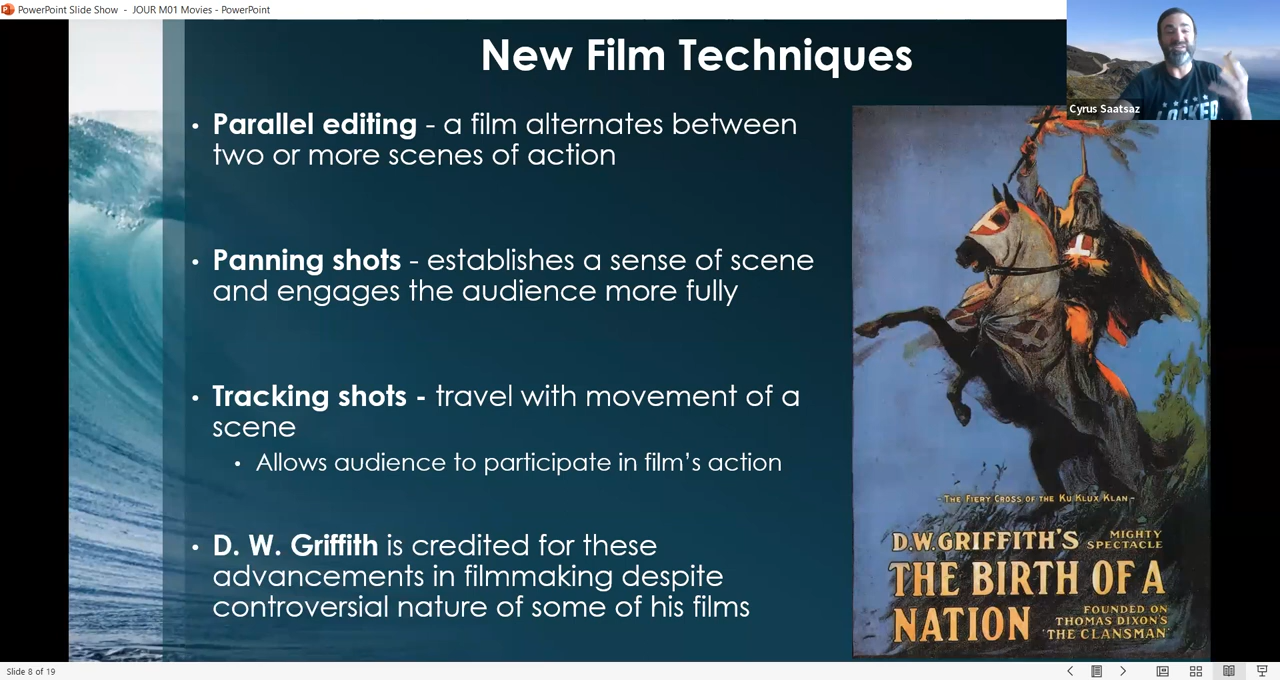 PowerPoint Slide Show - JOUR M01 Movies - PowerPoint
New Film Techniques
Cyrus Saatsaz
• Parallel editing - a film alternates between
two or more scenes of action
• Panning shots - establishes a sense of scene
and engages the audience more fully
• Tracking shots - travel with movement of a
scene
• Allows audience to participate in film's action
• D. W. Griffith is credited for these
advancements in filmmaking despite
controversial nature of some of his films
-THE FIERY CROSS OF THE KU KLUX KLAN-
D.W. GRIFFITH'S MIGHTY
SPECTACLE
THE BIRTH OF A
NATION
FOUNDED ON
THOMAS DIXON'S
"THE CLANSMAN"
Slide 8 of 19